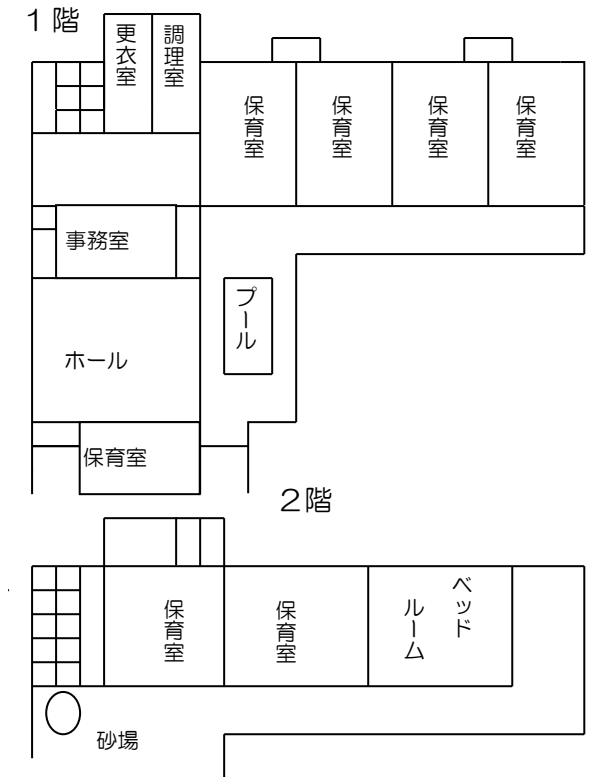 １階
更衣室
調理室
保育室
保育室
保育室
保育室
事務室
プール
ホール
保育室
２階
保育室
保育室
ベッド
ルーム
砂場